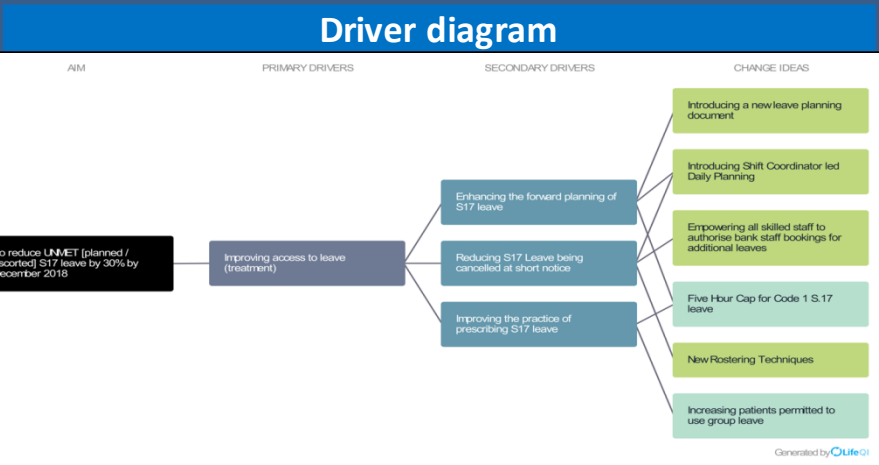 Driver diagram
AIM
PRIMARY DRIVERS
SECONDARY DRIVERS
CHANGE IDEAS
o reduce UNMET [planned /
scorted] S17 leave by 30% by
ecember 2018
Improving access to leave
(treatment)
Enhancing the forward planning of
S17 leave
Reducing S17 Leave being
cancelled at short notice
Improving the practice of
prescribing S17 leave
Introducing a new leave planning
document
Introducing Shift Coordinator led
Daily Planning
Empowering all skilled staff to
authorise bank staff bookings for
additional leaves
Five Hour Cap for Code 1 S.17
leave
New Rostering Techniques
Increasing patients permitted to
use group leave
Generated by LifeQI